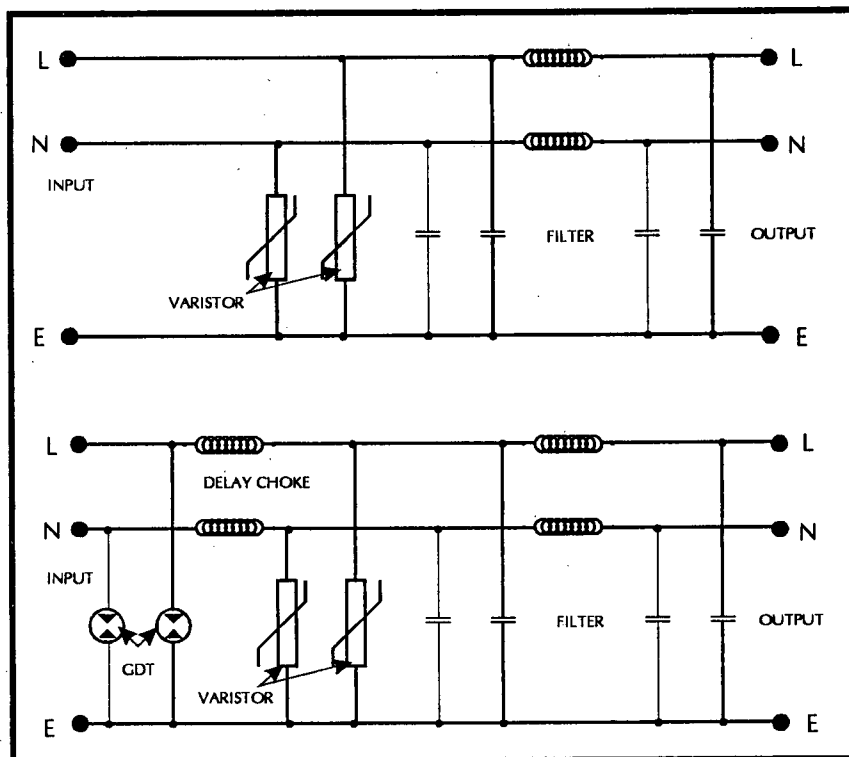 L L
N N
INPUT
FILTER OUTPUT
VARISTOR
E E
L L
DELAY CHOKE
N N
INPUT
FILTER OUTPUT
GDT
VARISTOR
E E